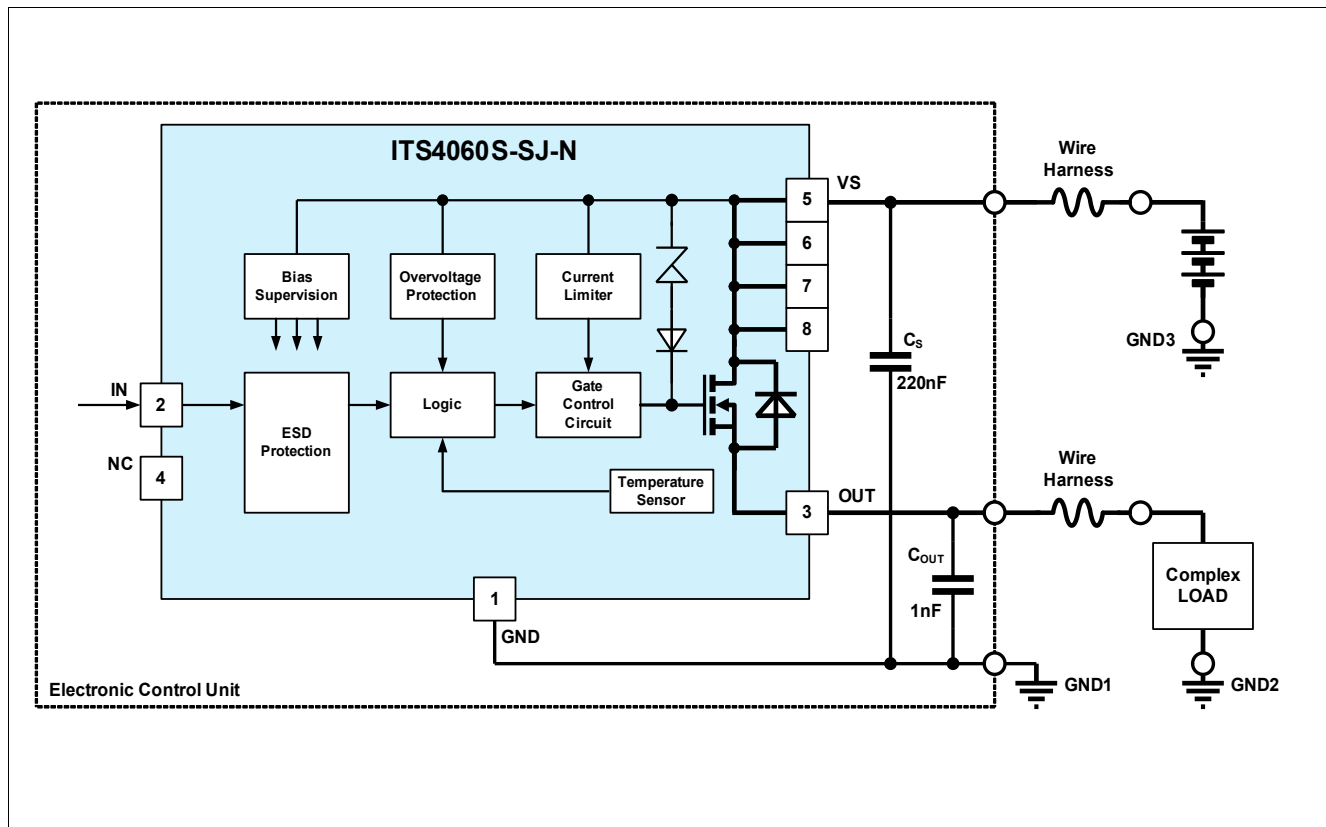 ITS4060S-SJ-N
Wire
Harness
VS
5
6
7
8
Bias
Supervision
Overvoltage
Protection
Current
Limiter
CS
220nF
GND3
IN
2
ESD
Protection
Logic
Gate
Control
Circuit
NC
4
Temperature
Sensor
OUT
3
Wire
Harness
COUT
1nF
Complex
LOAD
1
GND
Electronic Control Unit
GND1
GND2